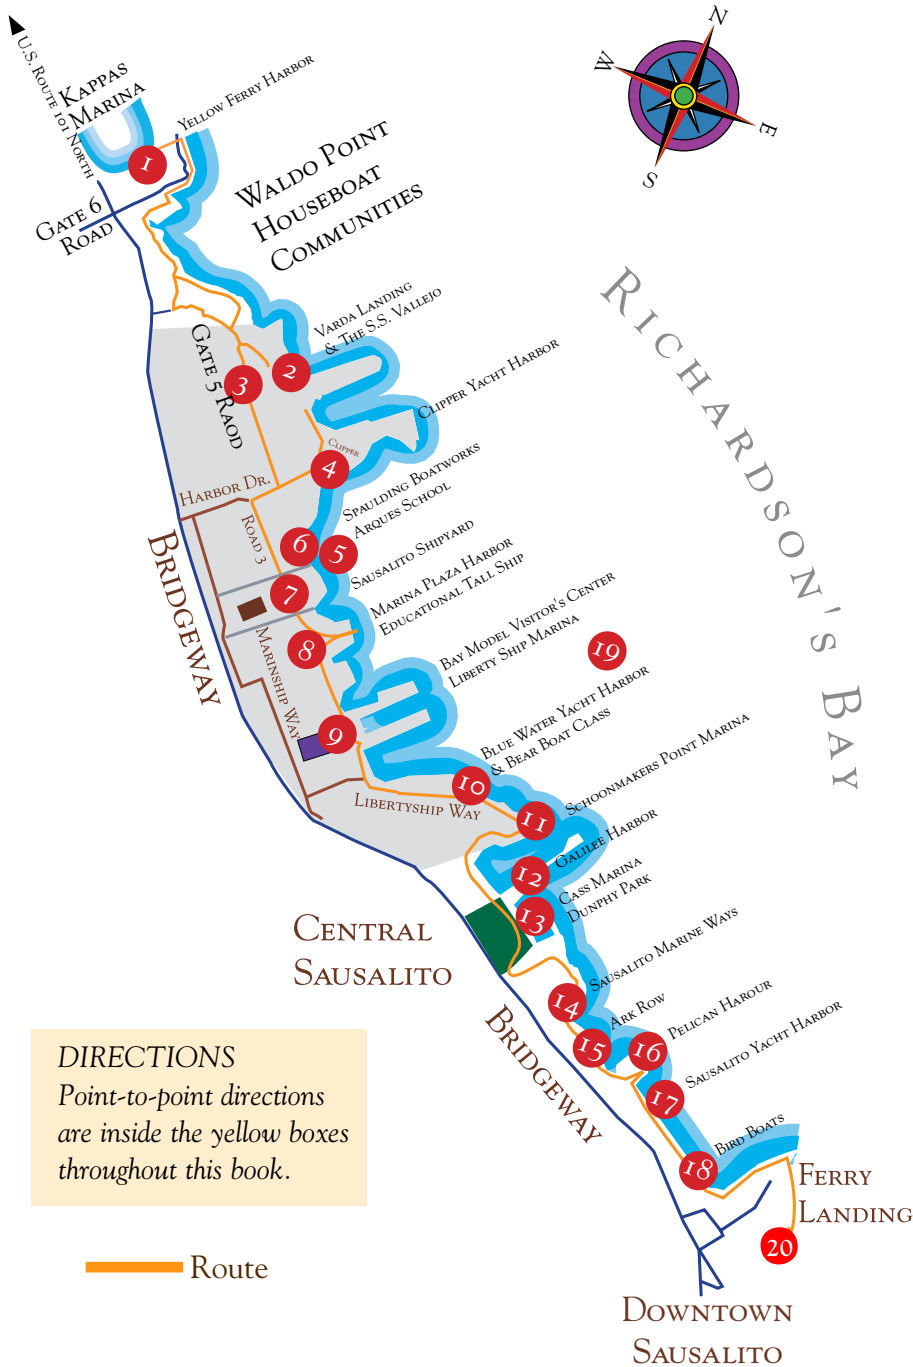 N
W
E
S
U.S. Route 101 North
Kappas
Marina
Yellow Ferry Harbor
1
Gate 6
Road
Waldo Point
Houseboat
Communities
Richardson's Bay
Varda Landing
& The S.S. Vallejo
2
3
Gate 5 Raod
Clipper Yacht Harbor
Clipper
4
Harbor Dr.
Road 3
Spaulding Boatworks
Arques School
6
5
Sausalito Shipyard
7
Marina Plaza Harbor
Educational Tall Ship
Bridgeway
8
Marinship Way
Bay Model Visitor's Center
Liberty Ship Marina
19
9
Blue Water Yacht Harbor
& Bear Boat Class
10
Libertyship Way
Schoonmakers Point Marina
11
Galilee Harbor
12
Cass Marina
Dunphy Park
13
Central
Sausalito
Sausalito Marine Ways
14
Ark Row
15
Pelican Harour
16
Sausalito Yacht Harbor
17
Bridgeway
Bird Boats
18
Ferry
Landing
20
DIRECTIONS
Point-to-point directions
are inside the yellow boxes
throughout this book.
Route
Downtown
Sausalito